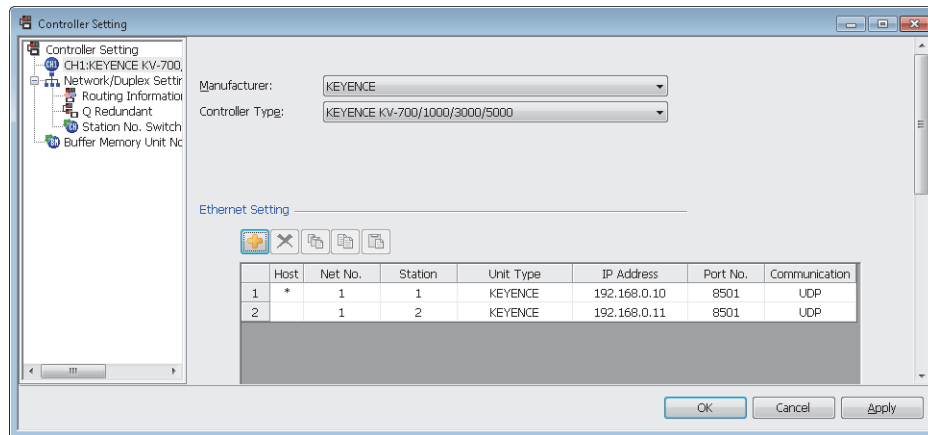 Controller Setting
Controller Setting
CH1:KEYENCE KV-700,
Network/Duplex Settir
Routing Information
Q Redundant
Station No. Switch
Buffer Memory Unit No
Manufacturer: KEYENCE
Controller Type: KEYENCE KV-700/1000/3000/5000
Ethernet Setting
Host Net No. Station Unit Type IP Address Port No. Communication
1 * 1 1 KEYENCE 192.168.0.10 8501 UDP
2 1 2 KEYENCE 192.168.0.11 8501 UDP
OK Cancel Apply